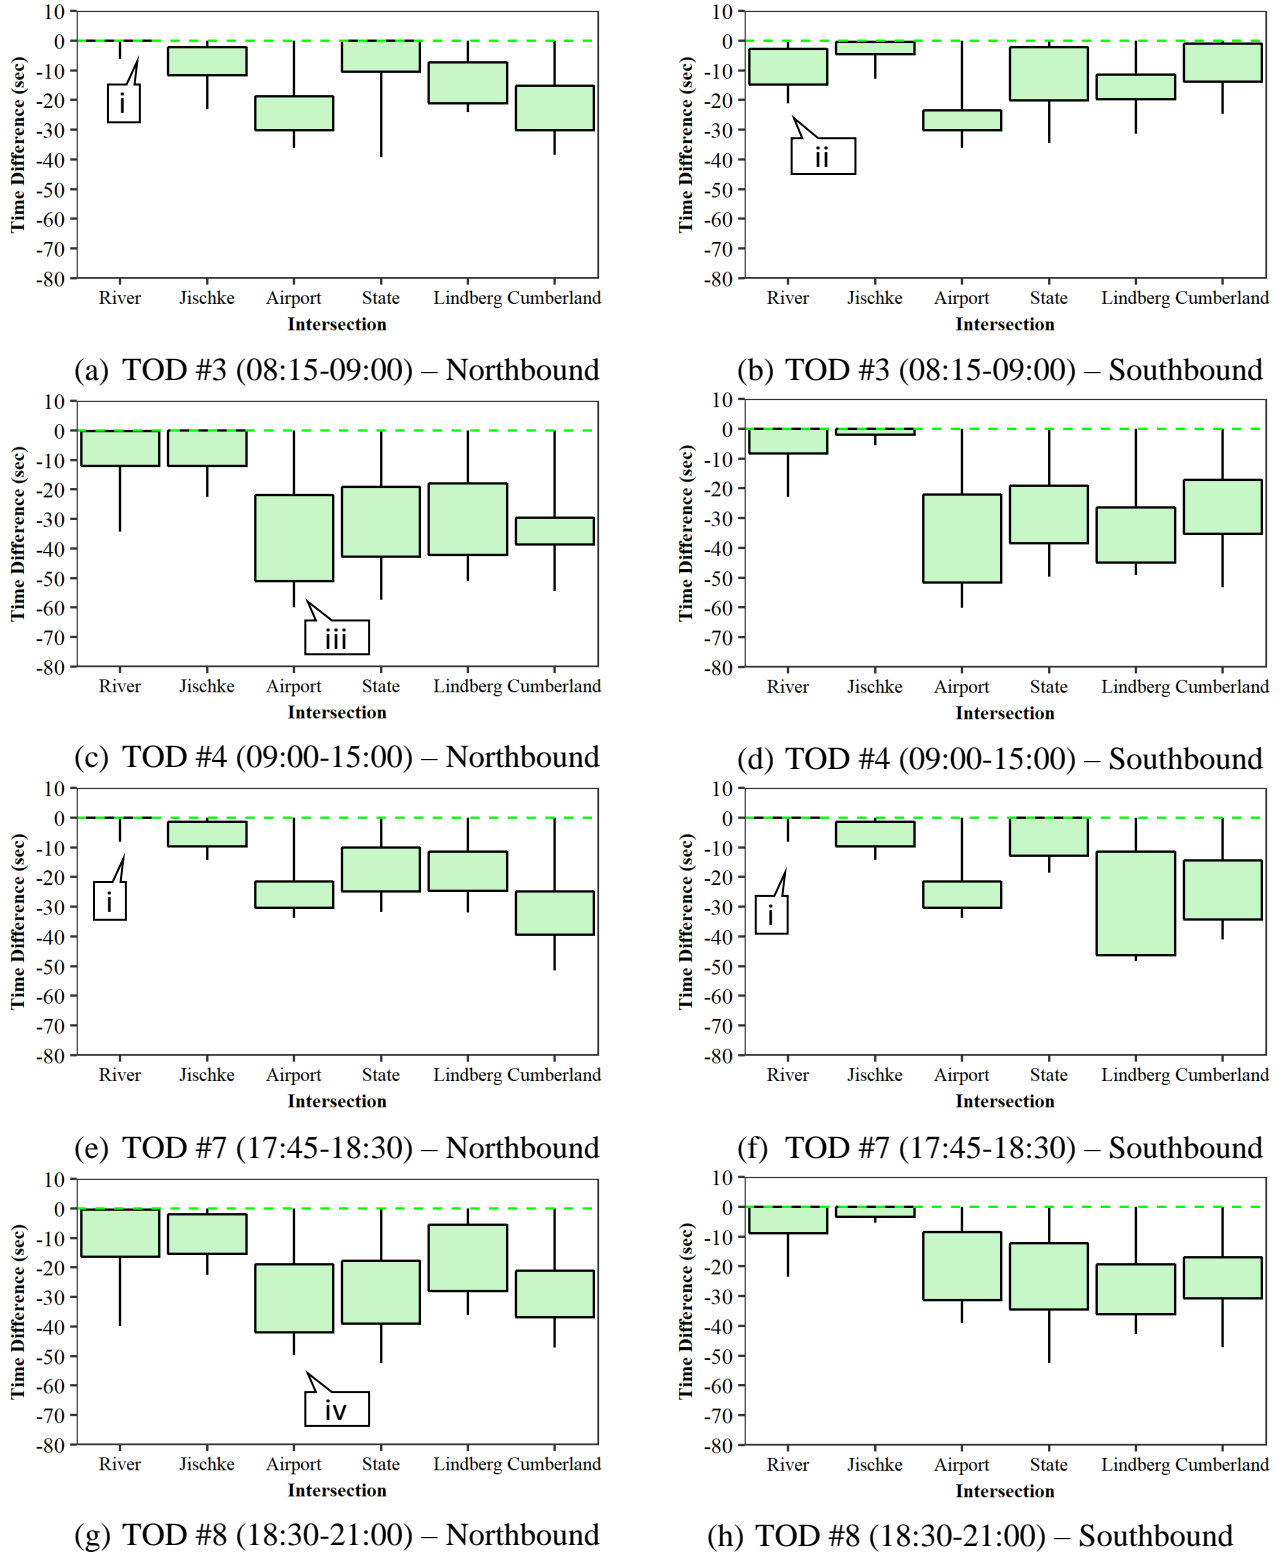 10
0
-10
-20
-30
-40
-50
-60
-70
-80
Time Difference (sec)
i
River Jischke Airport State Lindberg Cumberland
Intersection
(a) TOD #3 (08:15-09:00) – Northbound
10
0
-10
-20
-30
-40
-50
-60
-70
-80
Time Difference (sec)
ii
River Jischke Airport State Lindberg Cumberland
Intersection
(b) TOD #3 (08:15-09:00) – Southbound
10
0
-10
-20
-30
-40
-50
-60
-70
-80
Time Difference (sec)
iii
River Jischke Airport State Lindberg Cumberland
Intersection
(c) TOD #4 (09:00-15:00) – Northbound
10
0
-10
-20
-30
-40
-50
-60
-70
-80
Time Difference (sec)
River Jischke Airport State Lindberg Cumberland
Intersection
(d) TOD #4 (09:00-15:00) – Southbound
10
0
-10
-20
-30
-40
-50
-60
-70
-80
Time Difference (sec)
i
River Jischke Airport State Lindberg Cumberland
Intersection
(e) TOD #7 (17:45-18:30) – Northbound
10
0
-10
-20
-30
-40
-50
-60
-70
-80
Time Difference (sec)
i
River Jischke Airport State Lindberg Cumberland
Intersection
(f) TOD #7 (17:45-18:30) – Southbound
10
0
-10
-20
-30
-40
-50
-60
-70
-80
Time Difference (sec)
iv
River Jischke Airport State Lindberg Cumberland
Intersection
(g) TOD #8 (18:30-21:00) – Northbound
10
0
-10
-20
-30
-40
-50
-60
-70
-80
Time Difference (sec)
River Jischke Airport State Lindberg Cumberland
Intersection
(h) TOD #8 (18:30-21:00) – Southbound